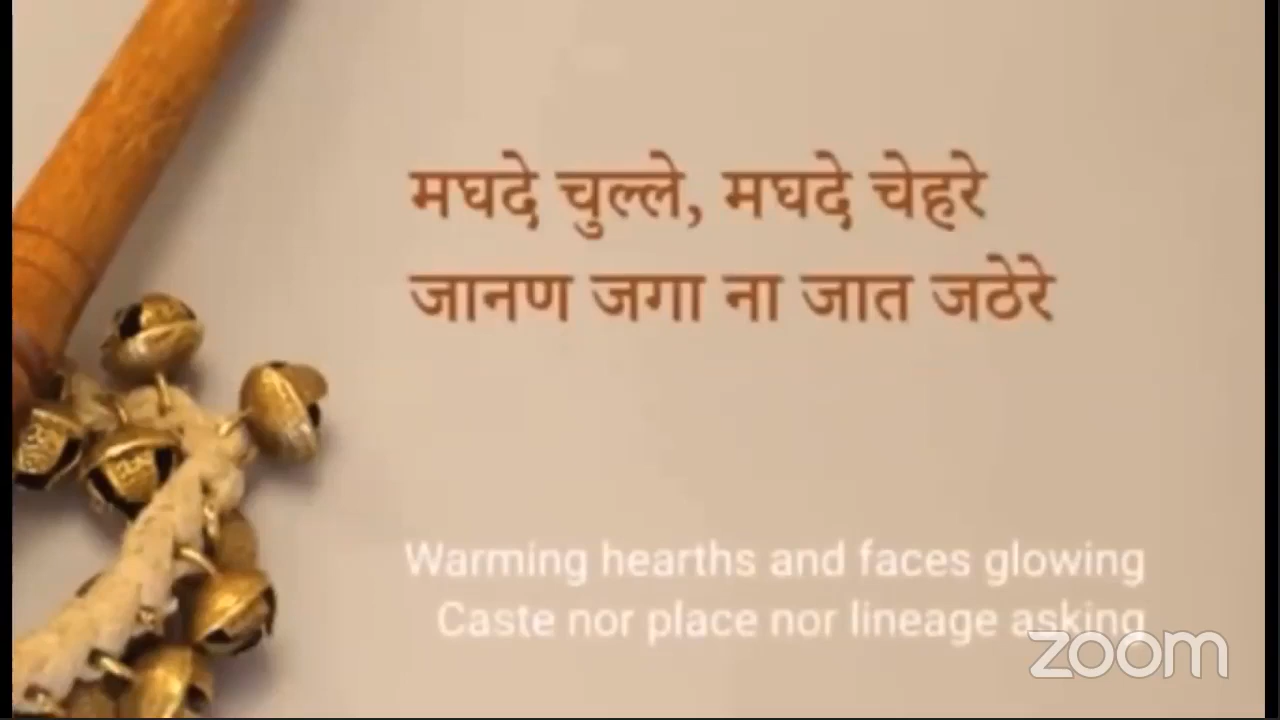 मघदे चुल्ले, मघदे चेहरे
जानण जगा ना जात जठेरे
Warming hearths and faces glowing
Caste nor place nor lineage asking
zoom